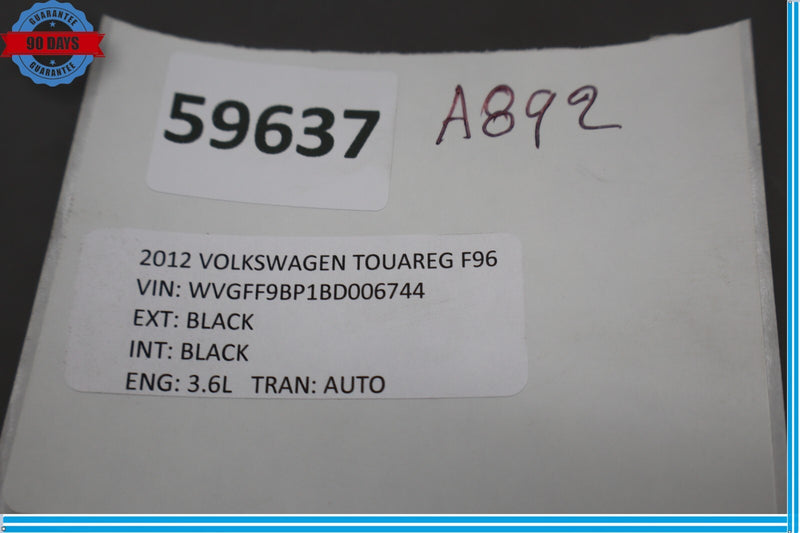 GUARANTEE
90 DAYS
GUARANTEE
59637
A892
2012 VOLKSWAGEN TOUAREG F96
VIN: WVGFF9BP1BD006744
EXT: BLACK
INT: BLACK
ENG: 3.6L TRAN: AUTO